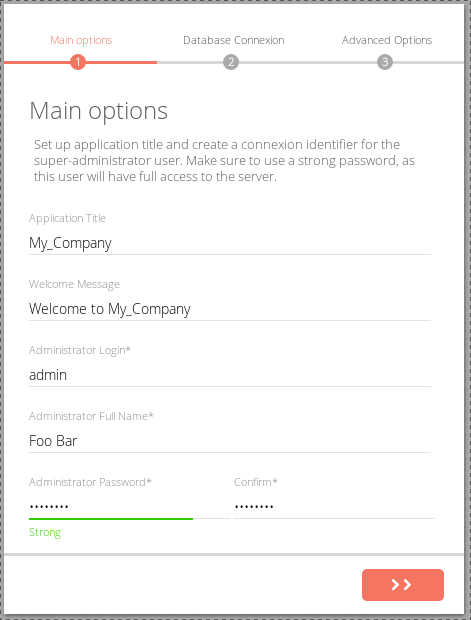 Main options
Database Connexion
Advanced Options
1
2
3
Main options
Set up application title and create a connexion identifier for the
super-administrator user. Make sure to use a strong password, as
this user will have full access to the server.
Application Title
My_Company
Welcome Message
Welcome to My_Company
Administrator Login*
admin
Administrator Full Name*
Foo Bar
Administrator Password*
Confirm*
••••••••
••••••••
Strong